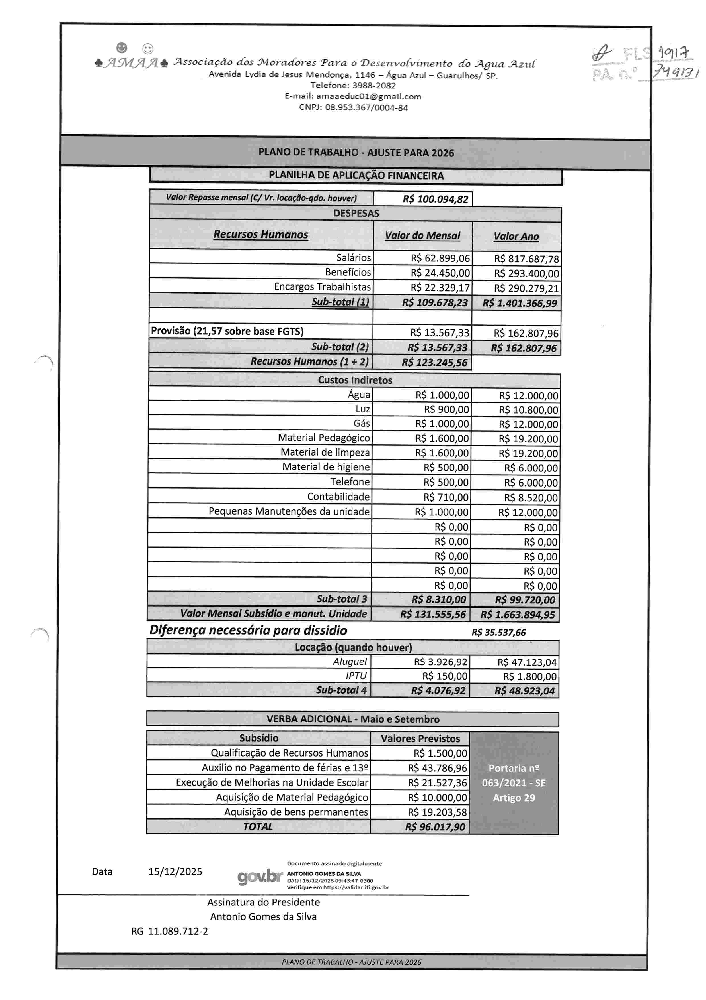 AMAA Associação dos Moradores Para o Desenvolvimento do Agua Azul
FLS 1917
Avenida Lydia de Jesus Mendonça, 1146 – Água Azul – Guarulhos/ SP.
PA. n.º 349131
Telefone: 3988-2082
E-mail: amaaeduc01@gmail.com
CNPJ: 08.953.367/0004-84
PLANO DE TRABALHO - AJUSTE PARA 2026
PLANILHA DE APLICAÇÃO FINANCEIRA
Valor Repasse mensal (C/ Vr. locação-qdo. houver) R$ 100.094,82
DESPESAS
Recursos Humanos Valor do Mensal Valor Ano
Salários R$ 62.899,06 R$ 817.687,78
Benefícios R$ 24.450,00 R$ 293.400,00
Encargos Trabalhistas R$ 22.329,17 R$ 290.279,21
Sub-total (1) R$ 109.678,23 R$ 1.401.366,99
Provisão (21,57 sobre base FGTS) R$ 13.567,33 R$ 162.807,96
Sub-total (2) R$ 13.567,33 R$ 162.807,96
Recursos Humanos (1 + 2) R$ 123.245,56
Custos Indiretos
Água R$ 1.000,00 R$ 12.000,00
Luz R$ 900,00 R$ 10.800,00
Gás R$ 1.000,00 R$ 12.000,00
Material Pedagógico R$ 1.600,00 R$ 19.200,00
Material de limpeza R$ 1.600,00 R$ 19.200,00
Material de higiene R$ 500,00 R$ 6.000,00
Telefone R$ 500,00 R$ 6.000,00
Contabilidade R$ 710,00 R$ 8.520,00
Pequenas Manutenções da unidade R$ 1.000,00 R$ 12.000,00
R$ 0,00 R$ 0,00
R$ 0,00 R$ 0,00
R$ 0,00 R$ 0,00
R$ 0,00 R$ 0,00
R$ 0,00 R$ 0,00
Sub-total 3 R$ 8.310,00 R$ 99.720,00
Valor Mensal Subsídio e manut. Unidade R$ 131.555,56 R$ 1.663.894,95
Diferença necessária para dissidio R$ 35.537,66
Locação (quando houver)
Aluguel R$ 3.926,92 R$ 47.123,04
IPTU R$ 150,00 R$ 1.800,00
Sub-total 4 R$ 4.076,92 R$ 48.923,04
VERBA ADICIONAL - Maio e Setembro
Subsídio Valores Previstos
Qualificação de Recursos Humanos R$ 1.500,00
Auxilio no Pagamento de férias e 13º R$ 43.786,96 Portaria nº
Execução de Melhorias na Unidade Escolar R$ 21.527,36 063/2021 - SE
Aquisição de Material Pedagógico R$ 10.000,00 Artigo 29
Aquisição de bens permanentes R$ 19.203,58
TOTAL R$ 96.017,90
Documento assinado digitalmente
Data 15/12/2025 gov.br ANTONIO GOMES DA SILVA
Data: 15/12/2025 09:43:47-0300
Verifique em https://validar.iti.gov.br
Assinatura do Presidente
Antonio Gomes da Silva
RG 11.089.712-2
PLANO DE TRABALHO - AJUSTE PARA 2026